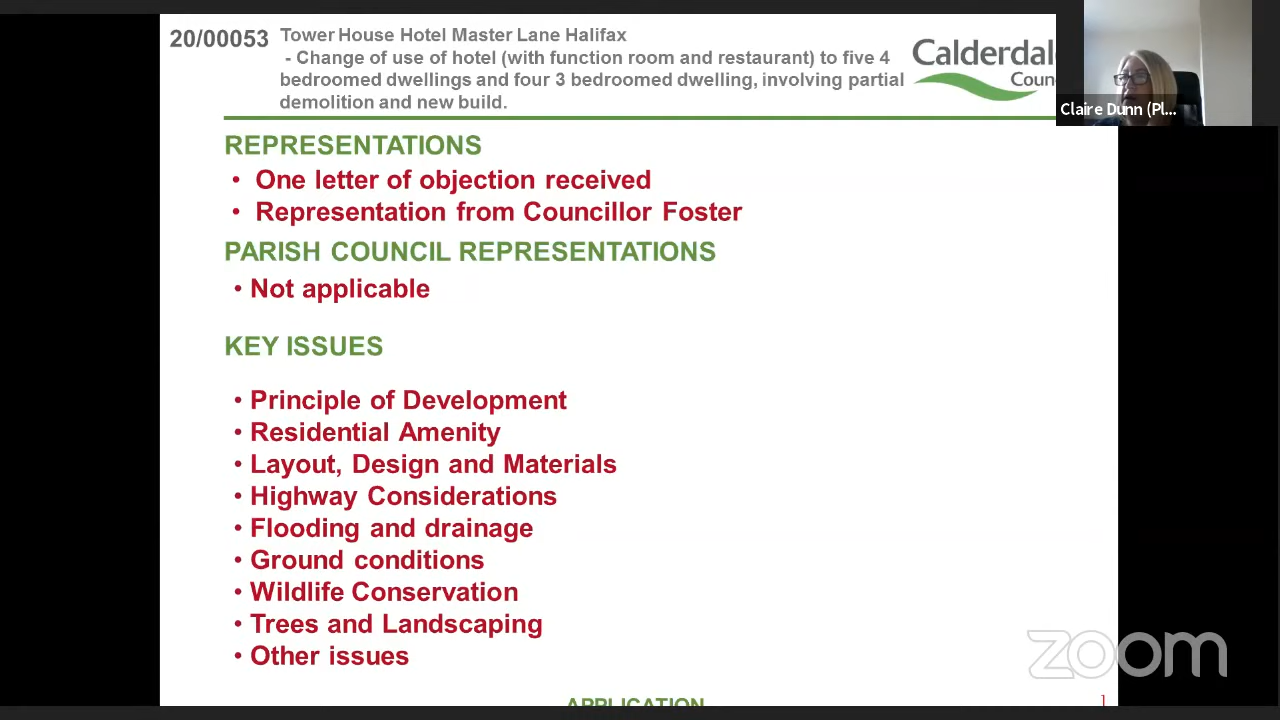 20/00053
Tower House Hotel Master Lane Halifax
- Change of use of hotel (with function room and restaurant) to five 4
bedroomed dwellings and four 3 bedroomed dwelling, involving partial
demolition and new build.
Calderdale
Counc
Claire Dunn (Pl...
REPRESENTATIONS
• One letter of objection received
• Representation from Councillor Foster
PARISH COUNCIL REPRESENTATIONS
• Not applicable
KEY ISSUES
• Principle of Development
• Residential Amenity
• Layout, Design and Materials
• Highway Considerations
• Flooding and drainage
• Ground conditions
• Wildlife Conservation
• Trees and Landscaping
• Other issues
zoom
APPLICATION
1